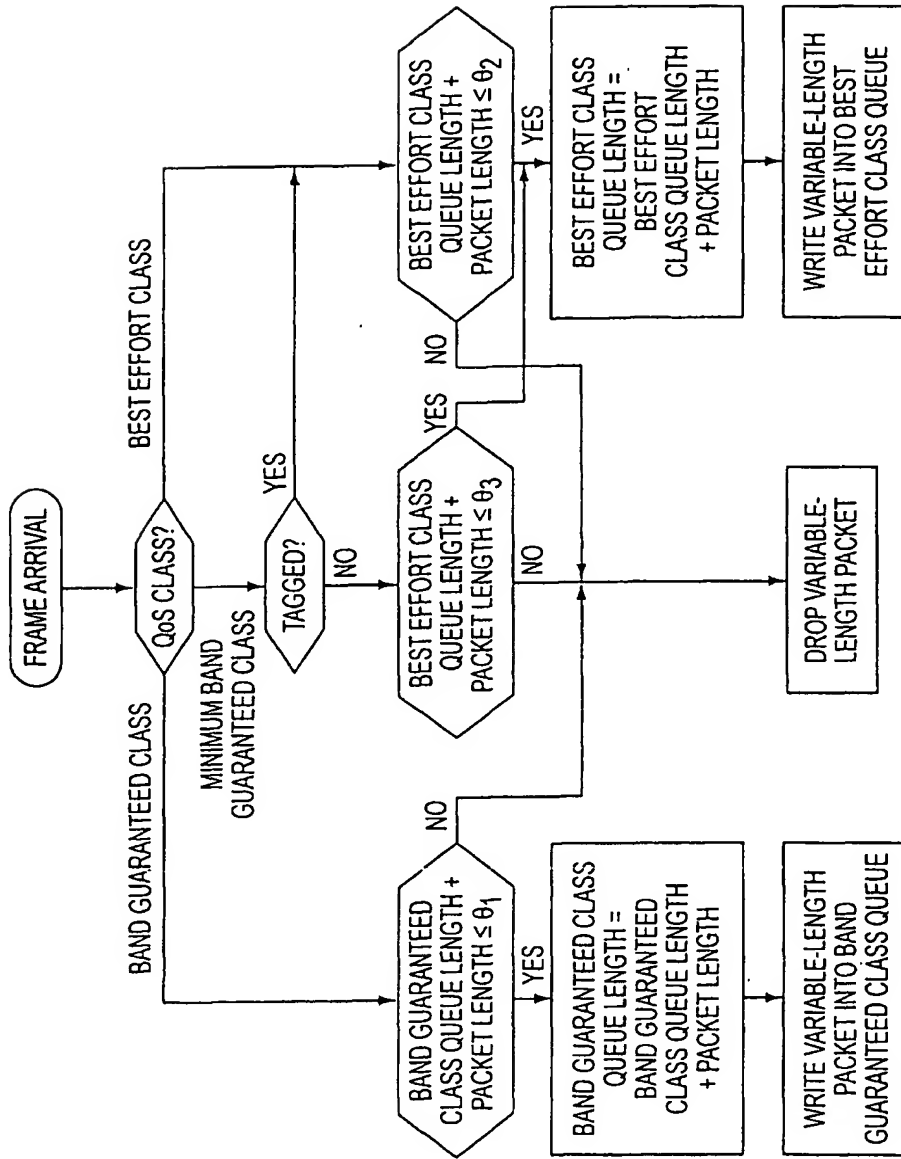 FRAME ARRIVAL
QoS CLASS?
BAND GUARANTEED CLASS
BEST EFFORT CLASS
MINIMUM BAND
GUARANTEED CLASS
TAGGED?
YES
NO
BAND GUARANTEED
CLASS QUEUE LENGTH +
PACKET LENGTH ≤ θ1
NO
YES
BEST EFFORT CLASS
QUEUE LENGTH +
PACKET LENGTH ≤ θ3
YES
NO
BEST EFFORT CLASS
QUEUE LENGTH +
PACKET LENGTH ≤ θ2
NO
YES
BAND GUARANTEED CLASS
QUEUE LENGTH =
BAND GUARANTEED
CLASS QUEUE LENGTH
+ PACKET LENGTH
BEST EFFORT CLASS
QUEUE LENGTH =
BEST EFFORT
CLASS QUEUE LENGTH
+ PACKET LENGTH
WRITE VARIABLE-LENGTH
PACKET INTO BAND
GUARANTEED CLASS QUEUE
DROP VARIABLE-
LENGTH PACKET
WRITE VARIABLE-LENGTH
PACKET INTO BEST
EFFORT CLASS QUEUE